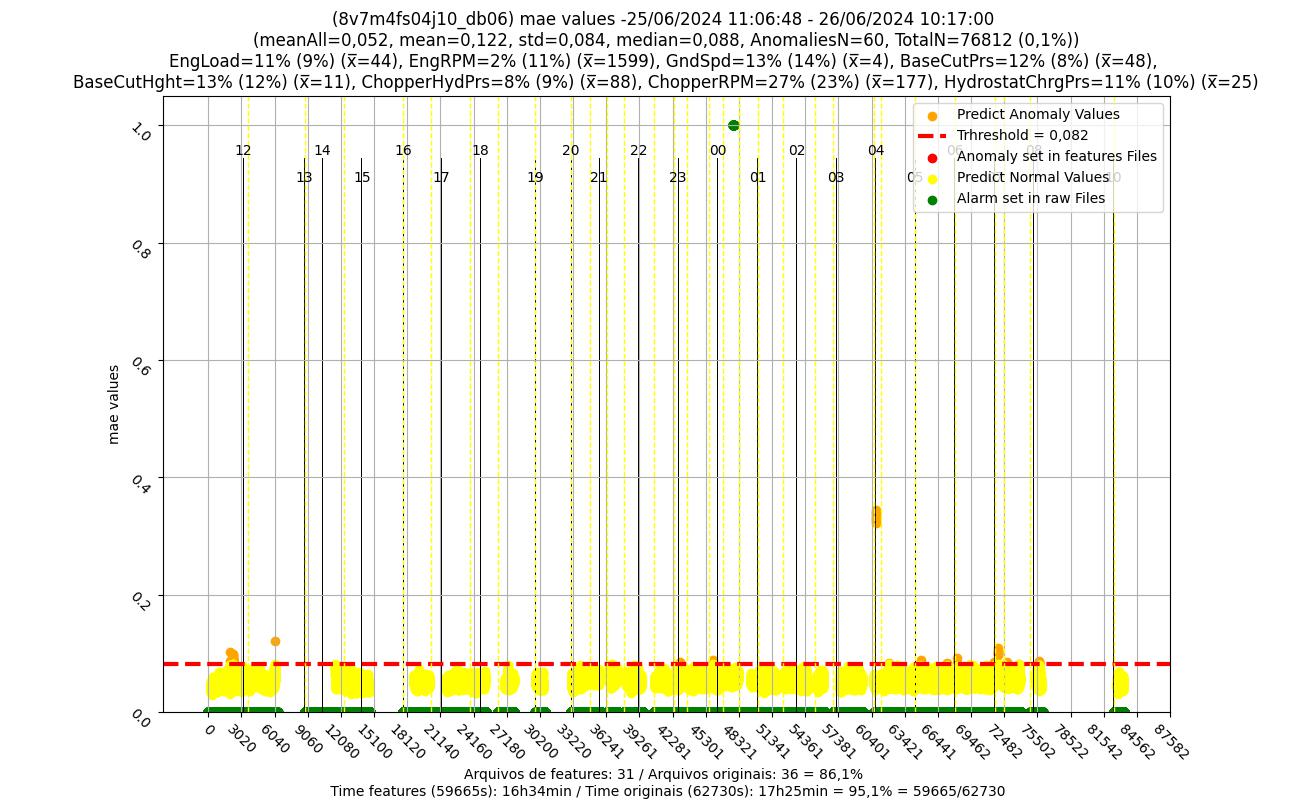 (8v7m4fs04j10_db06) mae values -25/06/2024 11:06:48 - 26/06/2024 10:17:00
(meanAll=0,052, mean=0,122, std=0,084, median=0,088, AnomaliesN=60, TotalN=76812 (0,1%))
EngLoad=11% (9%) (x̅=44), EngRPM=2% (11%) (x̅=1599), GndSpd=13% (14%) (x̅=4), BaseCutPrs=12% (8%) (x̅=48),
BaseCutHght=13% (12%) (x̅=11), ChopperHydPrs=8% (9%) (x̅=88), ChopperRPM=27% (23%) (x̅=177), HydrostatChrgPrs=11% (10%) (x̅=25)
Predict Anomaly Values
Trhreshold = 0,082
Anomaly set in features Files
Predict Normal Values
Alarm set in raw Files
12 14 16 18 20 22 00 02 04 06 08
13 15 17 19 21 23 01 03 05 10
1.0
0.8
0.6
0.4
0.2
0.0
mae values
0 3020 6040 9060 12080 15100 18120 21140 24160 27180 30200 33220 36241 39261 42281 45301 48321 51341 54361 57381 60401 63421 66441 69462 72482 75502 78522 81542 84562 87582
Arquivos de features: 31 / Arquivos originais: 36 = 86,1%
Time features (59665s): 16h34min / Time originais (62730s): 17h25min = 95,1% = 59665/62730